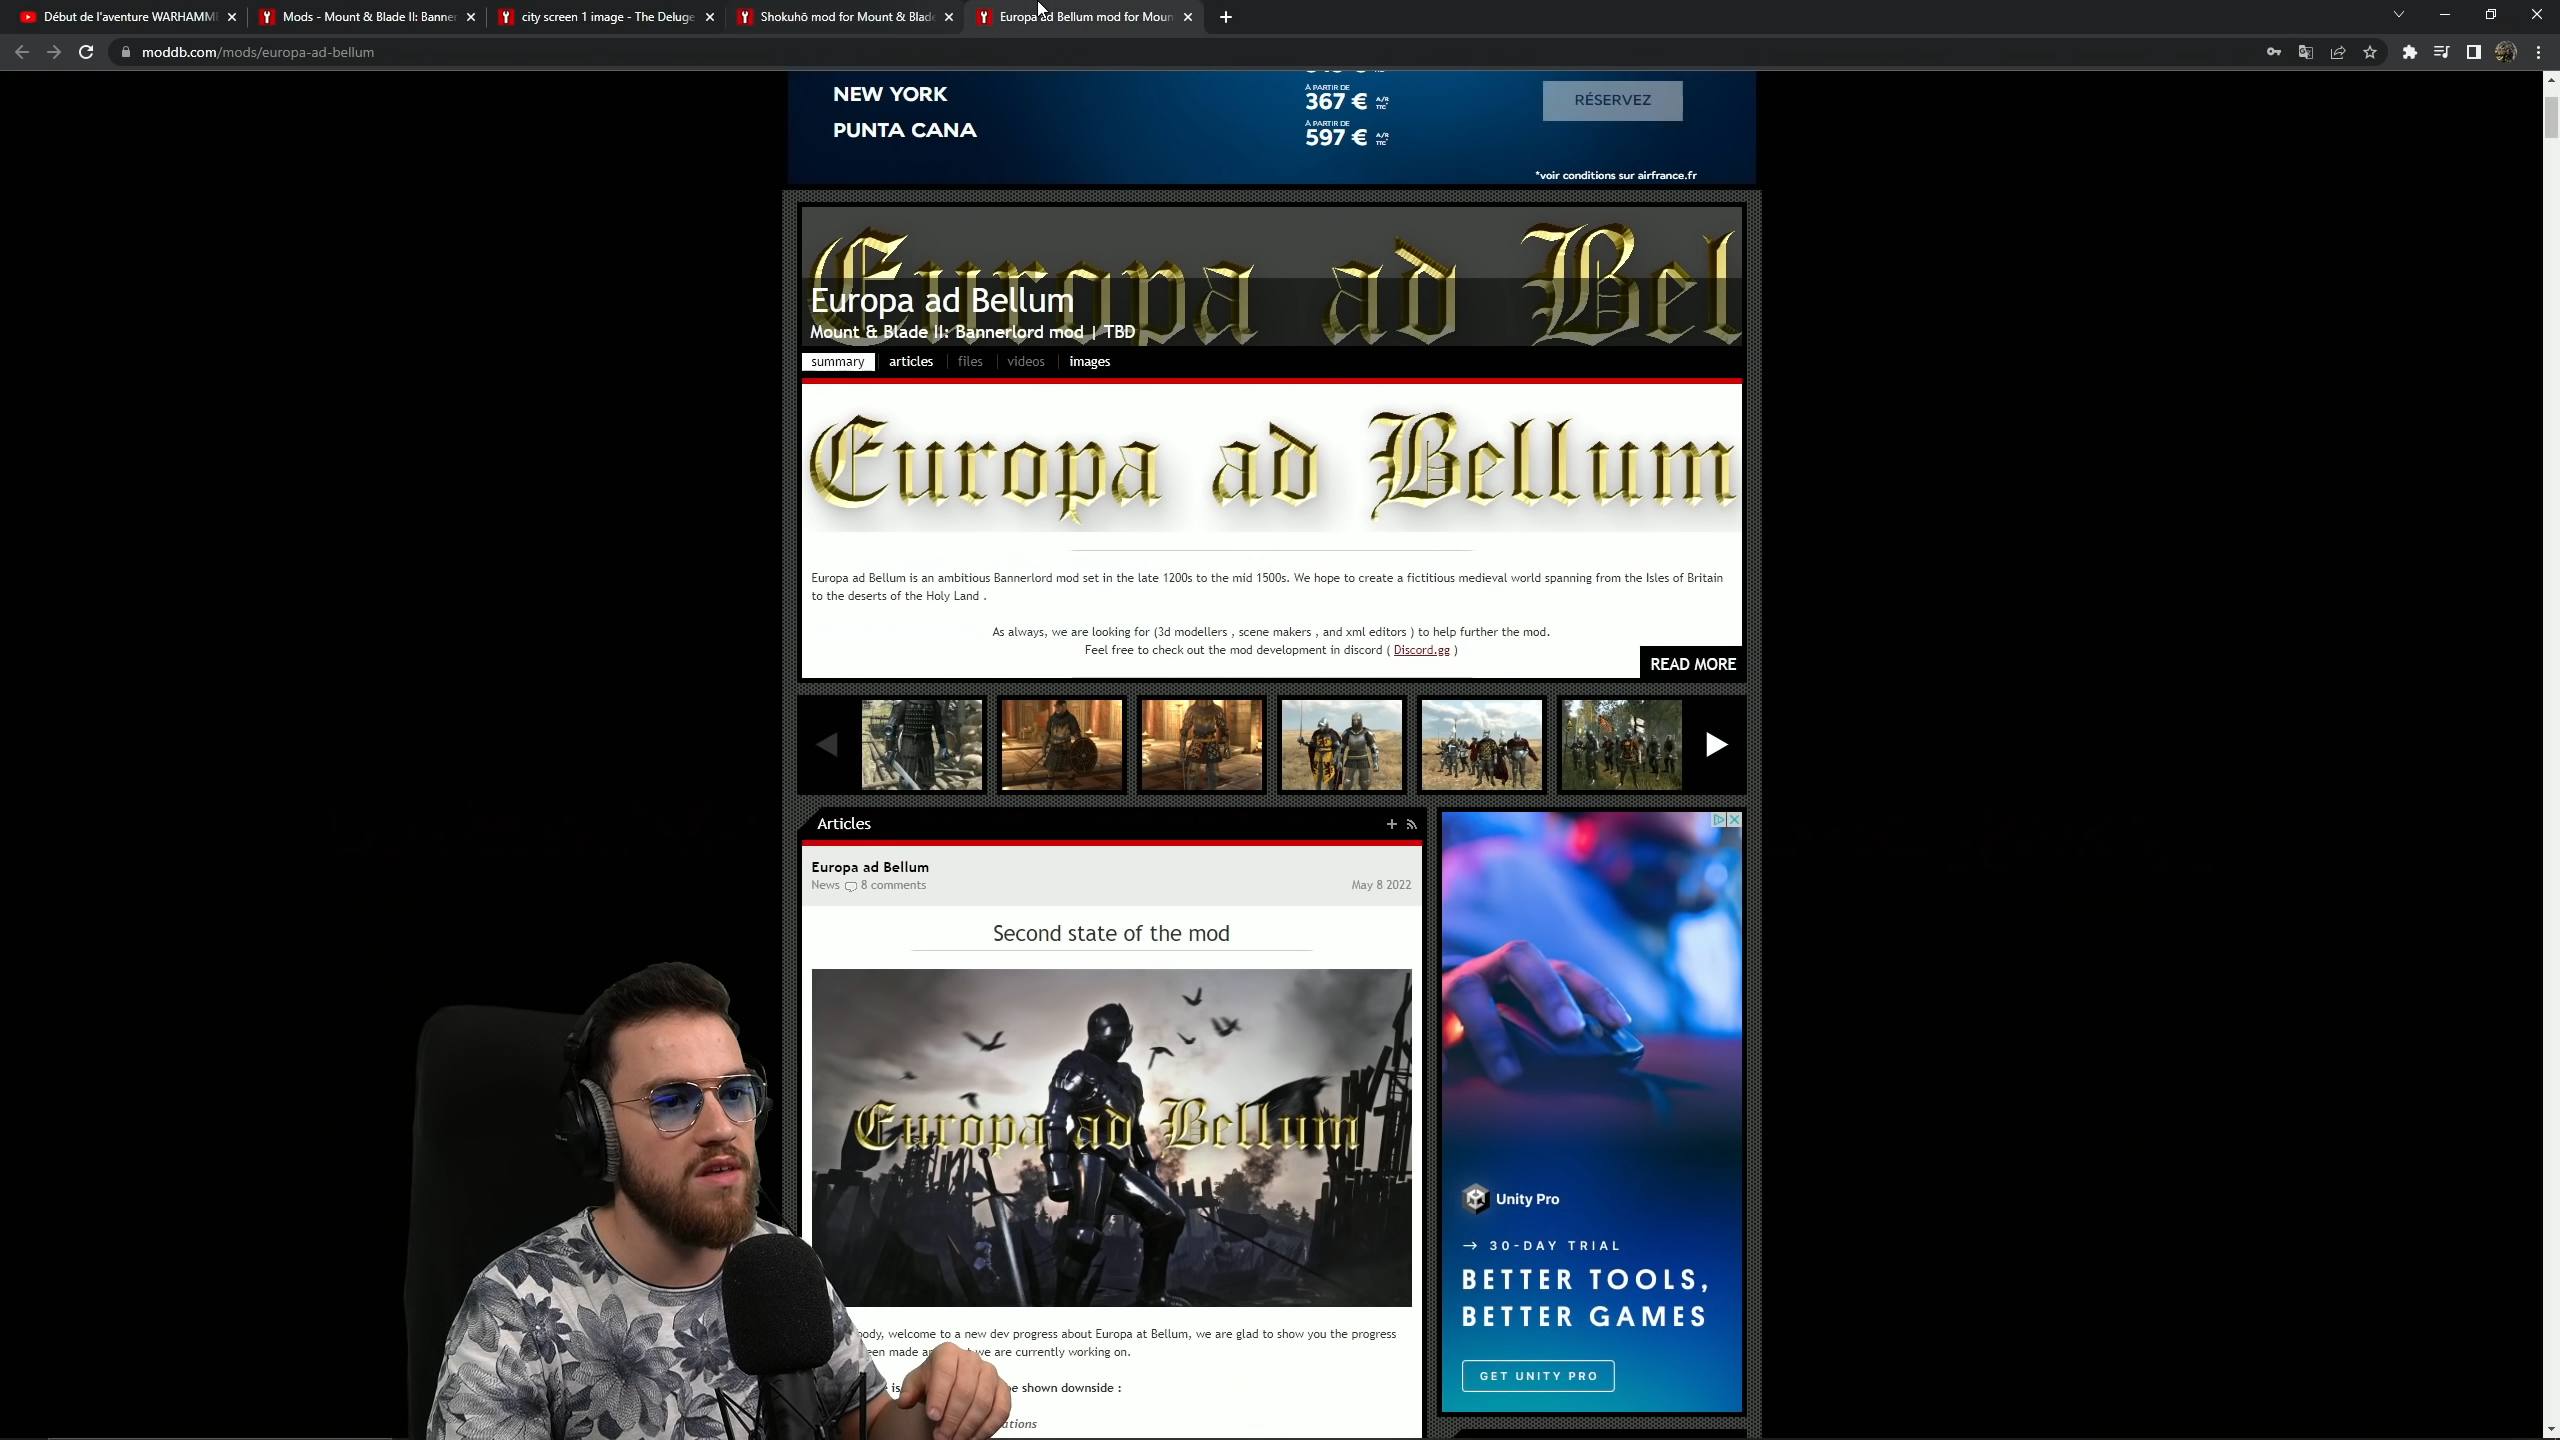 Début de l'aventure WARHAMM
Mods - Mount & Blade II: Banner
city screen 1 image - The Deluge
Shokuhō mod for Mount & Blade
Europa ad Bellum mod for Moun
moddb.com/mods/europa-ad-bellum
NEW YORK
À PARTIR DE
367 € A/R TTC
RÉSERVEZ
PUNTA CANA
À PARTIR DE
597 € A/R TTC
*voir conditions sur airfrance.fr
Europa ad Bel
Europa ad Bellum
Mount & Blade II: Bannerlord mod | TBD
summary
articles
files
videos
images
Europa ad Bellum
Europa ad Bellum is an ambitious Bannerlord mod set in the late 1200s to the mid 1500s. We hope to create a fictitious medieval world spanning from the Isles of Britain
to the deserts of the Holy Land .
As always, we are looking for (3d modellers , scene makers , and xml editors ) to help further the mod.
Feel free to check out the mod development in discord ( Discord.gg )
READ MORE
Articles
Europa ad Bellum
News 8 comments
May 8 2022
Second state of the mod
Europa ad Bellum
body, welcome to a new dev progress about Europa at Bellum, we are glad to show you the progress
een made a we are currently working on.
is e shown downside :
ations
Unity Pro
→ 30-DAY TRIAL
BETTER TOOLS,
BETTER GAMES
GET UNITY PRO